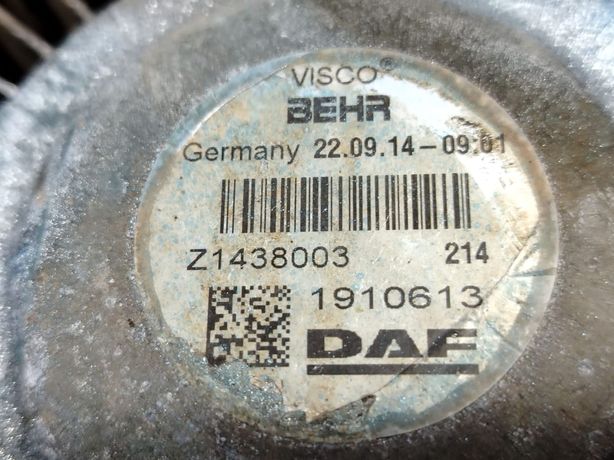 VISCO®
BEHR
Germany 22.09.14-09:01
Z1438003 214
1910613
DAF